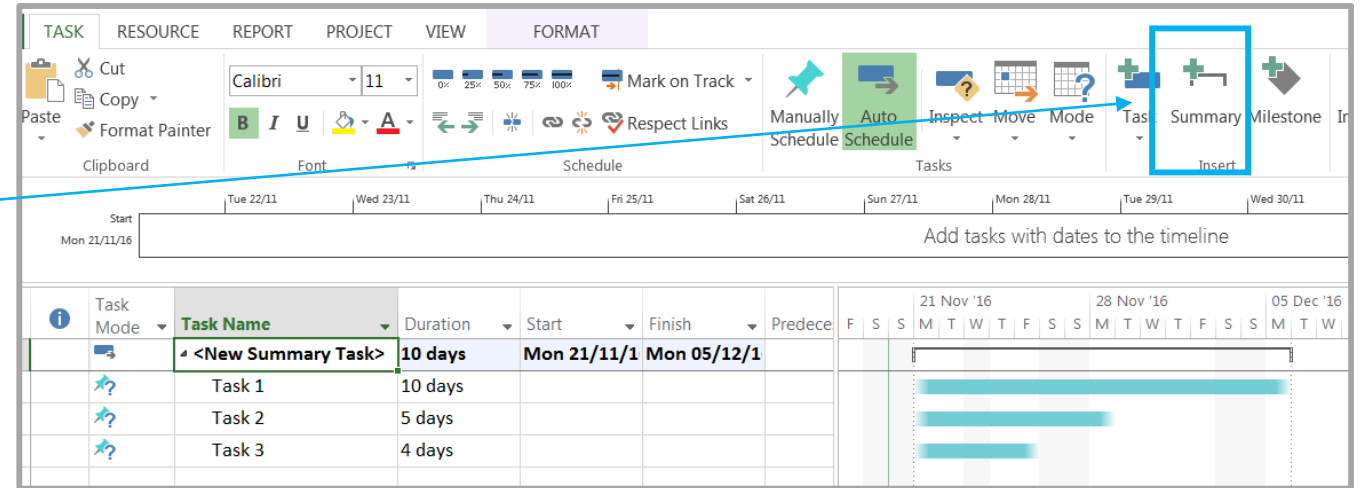 TASK RESOURCE REPORT PROJECT VIEW FORMAT
Cut
Copy
Format Painter
Paste
Clipboard
Calibri 11
B I U A
Font
0% 25% 50% 75% 100%
Mark on Track
Respect Links
Schedule
Manually Schedule
Auto Schedule
Inspect
Move
Mode
Tasks
Task
Summary
Milestone
Insert
Tue 22/11 Wed 23/11 Thu 24/11 Fri 25/11 Sat 26/11 Sun 27/11 Mon 28/11 Tue 29/11 Wed 30/11
Start
Mon 21/11/16
Add tasks with dates to the timeline
Task Mode Task Name Duration Start Finish Predece
21 Nov '16 28 Nov '16 05 Dec '16
F S S M T W T F S S M T W T F S S M T W
<New Summary Task> 10 days Mon 21/11/1 Mon 05/12/1
Task 1 10 days
Task 2 5 days
Task 3 4 days